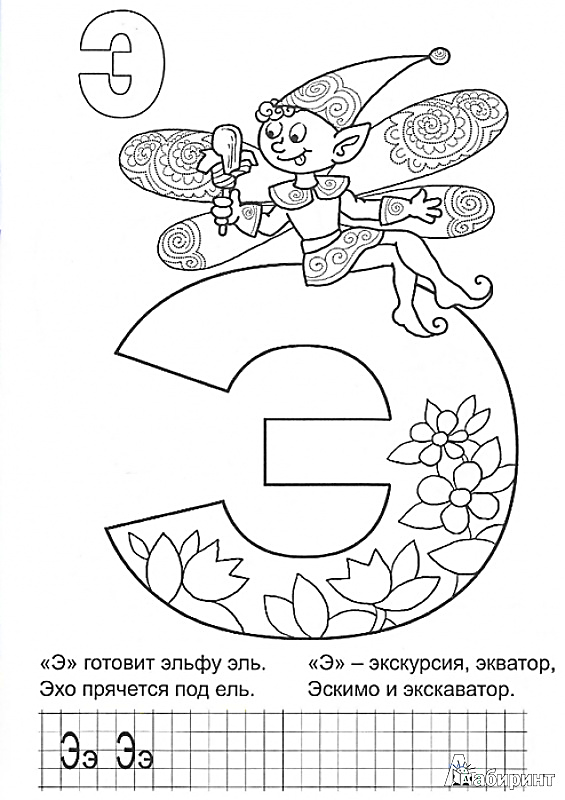 Э
Э
«Э» готовит эльфу эль.
Эхо прячется под ель.
«Э» – экскурсия, экватор,
Эскимо и экскаватор.
Ээ Ээ
Лабиринт